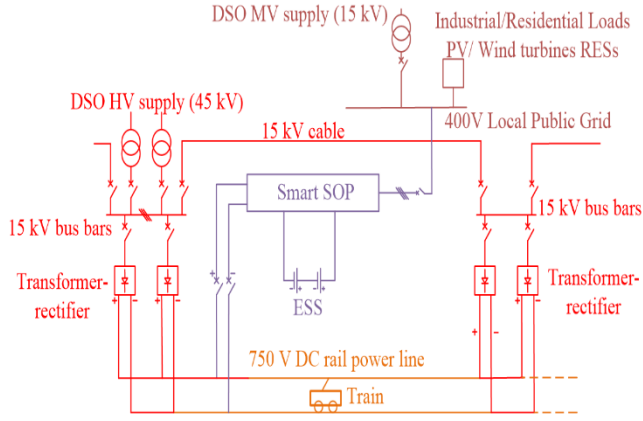 DSO MV supply (15 kV)
Industrial/Residential Loads
PV/ Wind turbines RESs
DSO HV supply (45 kV)
15 kV cable
400V Local Public Grid
Smart SOP
15 kV bus bars
15 kV bus bars
Transformer-
rectifier
ESS
Transformer-
rectifier
750 V DC rail power line
Train